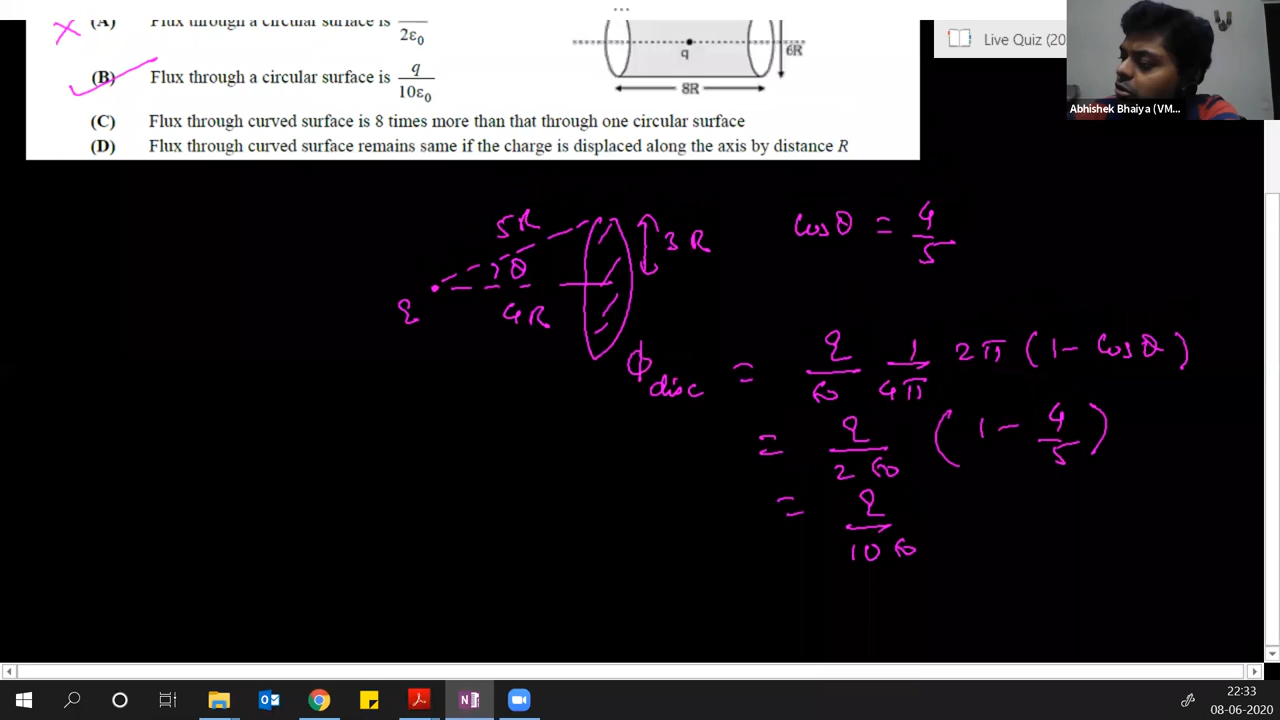 (A) Flux through a circular surface is
2ε₀
(B) Flux through a circular surface is q/10ε₀
(C) Flux through curved surface is 8 times more than that through one circular surface
(D) Flux through curved surface remains same if the charge is displaced along the axis by distance R
q
6R
8R
Live Quiz (20
Abhishek Bhaiya (VM...
5R
3R
θ
q
4R
cosθ = 4/5
ϕdisc = q/ε₀ 1/4π 2π (1 - cosθ)
= q/2ε₀ (1 - 4/5)
= q/10ε₀
22:33
08-06-2020